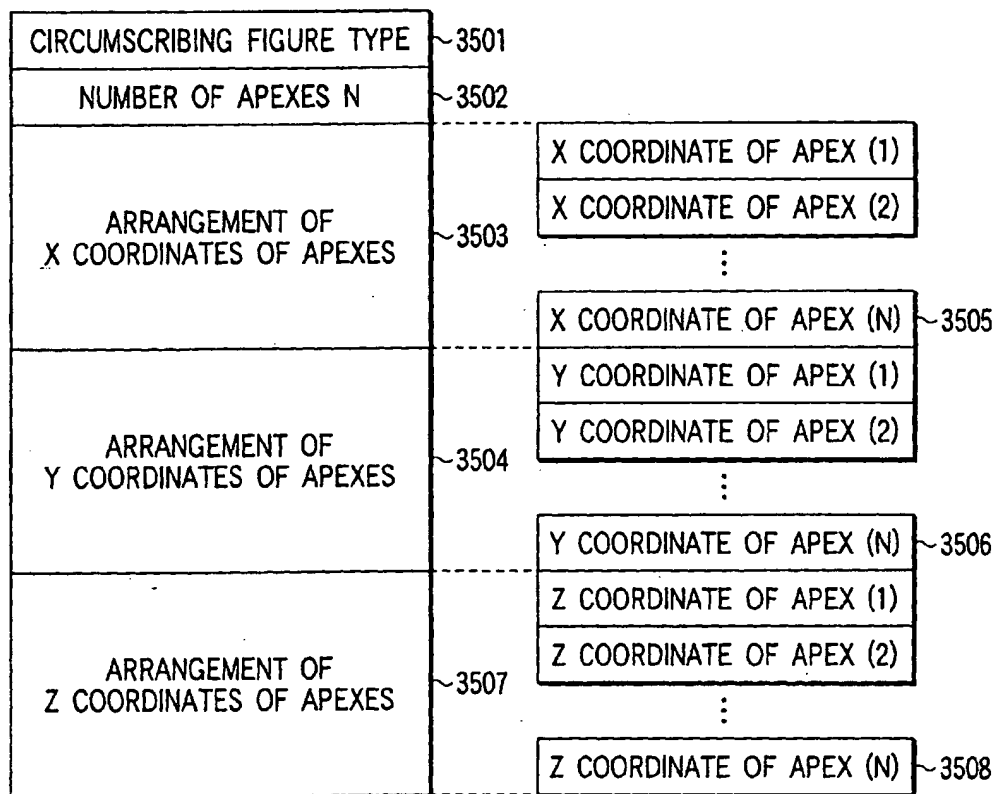 CIRCUMSCRIBING FIGURE TYPE ~3501
NUMBER OF APEXES N ~3502
ARRANGEMENT OF
X COORDINATES OF APEXES ~3503
X COORDINATE OF APEX (1)
X COORDINATE OF APEX (2)
⋮
X COORDINATE OF APEX (N) ~3505
ARRANGEMENT OF
Y COORDINATES OF APEXES ~3504
Y COORDINATE OF APEX (1)
Y COORDINATE OF APEX (2)
⋮
Y COORDINATE OF APEX (N) ~3506
ARRANGEMENT OF
Z COORDINATES OF APEXES ~3507
Z COORDINATE OF APEX (1)
Z COORDINATE OF APEX (2)
⋮
Z COORDINATE OF APEX (N) ~3508